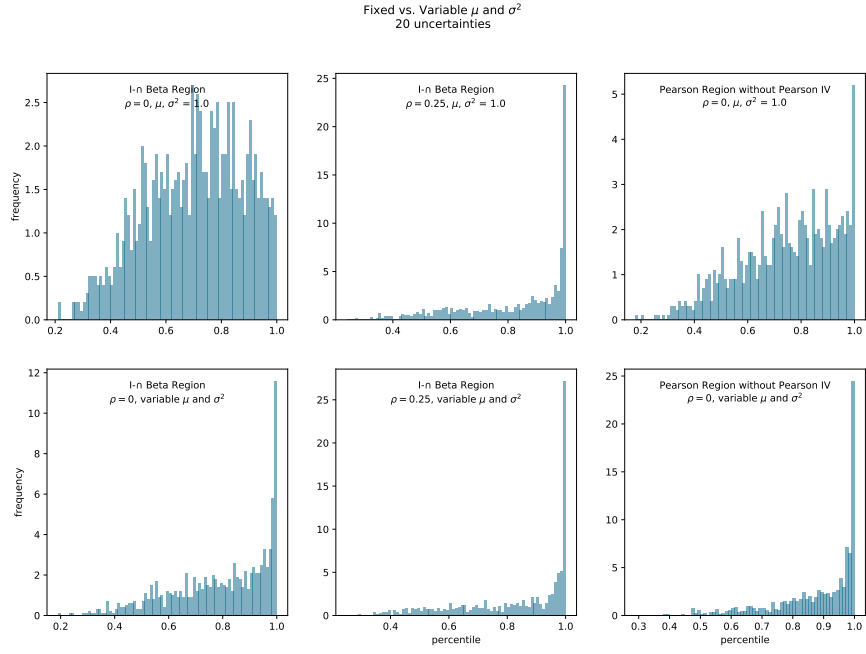 Fixed vs. Variable μ and σ²
20 uncertainties
I-∩ Beta Region
ρ = 0, μ, σ² = 1.0
I-∩ Beta Region
ρ = 0.25, μ, σ² = 1.0
Pearson Region without Pearson IV
ρ = 0, μ, σ² = 1.0
frequency
2.5
2.0
1.5
1.0
0.5
0.0
0.2 0.4 0.6 0.8 1.0
25
20
15
10
5
0
0.4 0.6 0.8 1.0
5
4
3
2
1
0
0.2 0.4 0.6 0.8 1.0
I-∩ Beta Region
ρ = 0, variable μ and σ²
I-∩ Beta Region
ρ = 0.25, variable μ and σ²
Pearson Region without Pearson IV
ρ = 0, variable μ and σ²
frequency
12
10
8
6
4
2
0
0.2 0.4 0.6 0.8 1.0
25
20
15
10
5
0
0.4 0.6 0.8 1.0
percentile
25
20
15
10
5
0
0.3 0.4 0.5 0.6 0.7 0.8 0.9 1.0
percentile